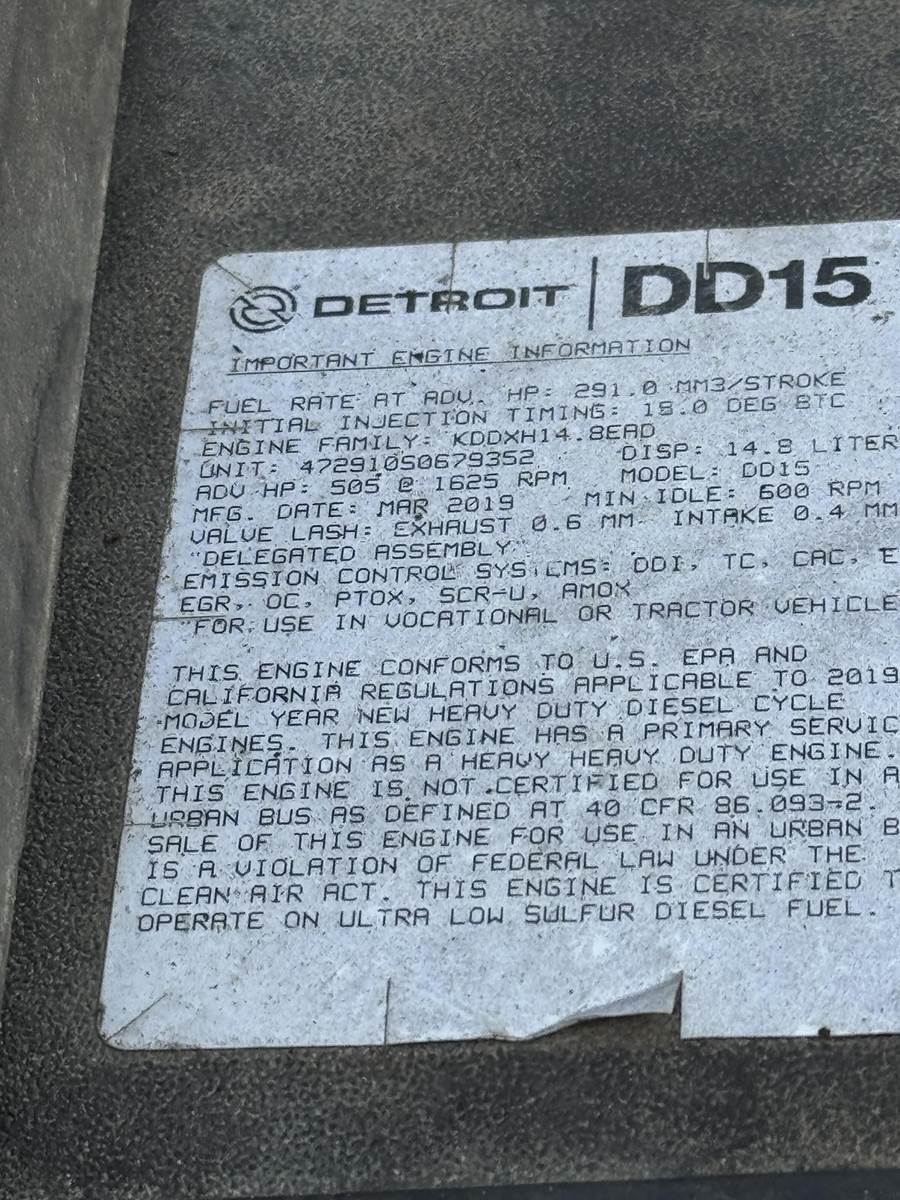 DETROIT | DD15
IMPORTANT ENGINE INFORMATION
FUEL RATE AT ADV. HP: 291.0 MM3/STROKE
INITIAL INJECTION TIMING: 18.0 DEG BTC
ENGINE FAMILY: KDDXH14.8EAD
UNIT: 472910S0679352 DISP: 14.8 LITER
ADV HP: 505 @ 1625 RPM MODEL: DD15
MFG. DATE: MAR 2019 MIN IDLE: 600 RPM
VALVE LASH: EXHAUST 0.6 MM INTAKE 0.4 MM
"DELEGATED ASSEMBLY"
EMISSION CONTROL SYSTEMS: DDI, TC, CAC, E
EGR, OC, PTOX, SCR-U, AMOX
"FOR USE IN VOCATIONAL OR TRACTOR VEHICLE
THIS ENGINE CONFORMS TO U.S. EPA AND
CALIFORNIA REGULATIONS APPLICABLE TO 2019
MODEL YEAR NEW HEAVY DUTY DIESEL CYCLE
ENGINES. THIS ENGINE HAS A PRIMARY SERVIC
APPLICATION AS A HEAVY HEAVY DUTY ENGINE.
THIS ENGINE IS NOT CERTIFIED FOR USE IN A
URBAN BUS AS DEFINED AT 40 CFR 86.093-2.
SALE OF THIS ENGINE FOR USE IN AN URBAN B
IS A VIOLATION OF FEDERAL LAW UNDER THE
CLEAN AIR ACT. THIS ENGINE IS CERTIFIED T
OPERATE ON ULTRA LOW SULFUR DIESEL FUEL.